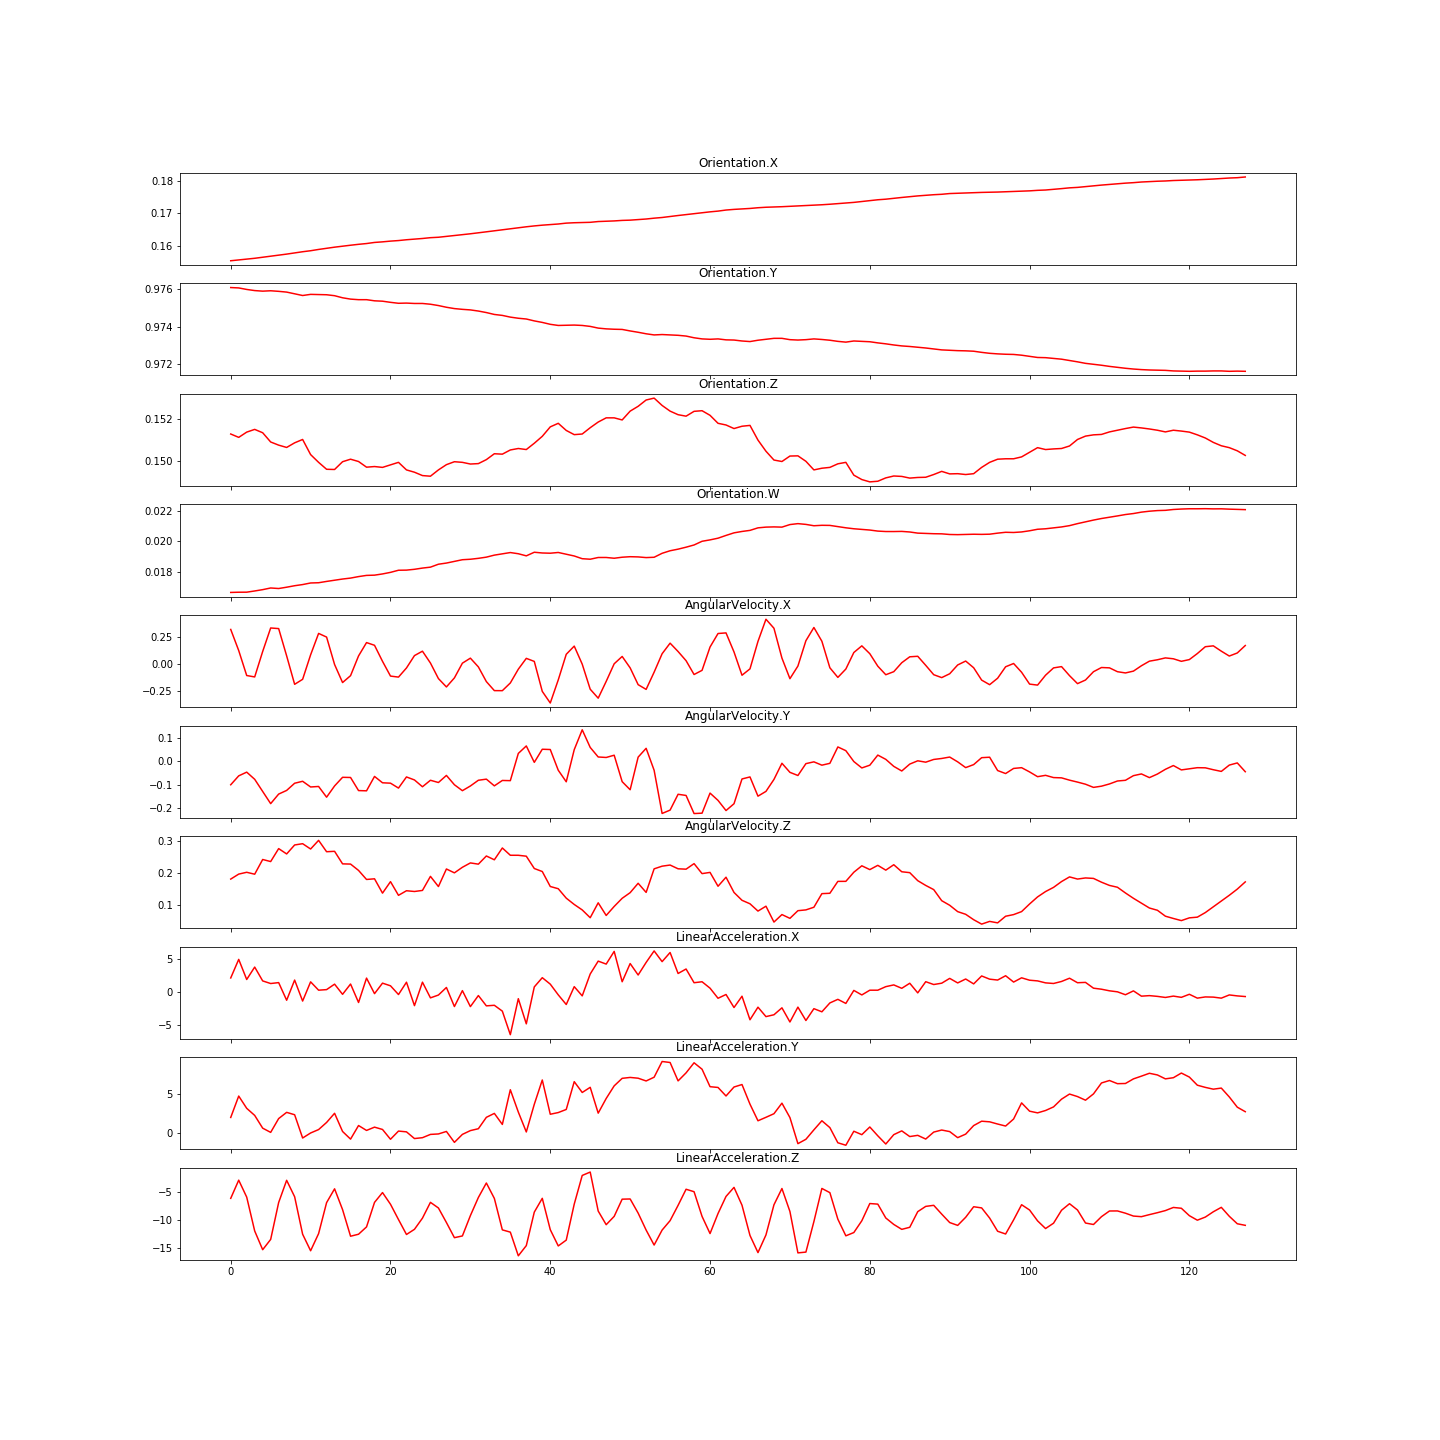 Orientation.X
0.18
0.17
0.16
Orientation.Y
0.976
0.974
0.972
Orientation.Z
0.152
0.150
Orientation.W
0.022
0.020
0.018
AngularVelocity.X
0.25
0.00
−0.25
AngularVelocity.Y
0.1
0.0
−0.1
−0.2
AngularVelocity.Z
0.3
0.2
0.1
LinearAcceleration.X
5
0
−5
LinearAcceleration.Y
5
0
LinearAcceleration.Z
−5
−10
−15
0 20 40 60 80 100 120